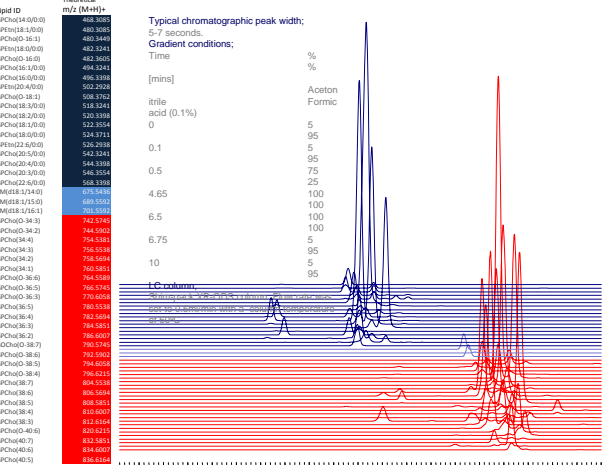 ipid ID
Theoretical
m/z (M+H)+
PCho(14:0/0:0) 468.3085
PEtn(18:1/0:0) 480.3085
PCho(O-16:1) 480.3449
PEtn(18:0/0:0) 482.3241
PCho(O-16:0) 482.3605
PCho(16:1/0:0) 494.3241
PCho(16:0/0:0) 496.3398
PEtn(20:4/0:0) 502.2928
PCho(O-18:1) 508.3762
PCho(18:3/0:0) 518.3241
PCho(18:2/0:0) 520.3398
PCho(18:1/0:0) 522.3554
PCho(18:0/0:0) 524.3711
PEtn(22:6/0:0) 526.2938
PCho(20:5/0:0) 542.3241
PCho(20:4/0:0) 544.3398
PCho(20:3/0:0) 546.3554
PCho(22:6/0:0) 568.3398
M(d18:1/14:0) 675.5436
M(d18:1/15:0) 689.5592
M(d18:1/16:1) 701.5592
PCho(O-34:3) 742.5745
PCho(O-34:2) 744.5902
PCho(34:4) 754.5381
PCho(34:3) 756.5538
PCho(34:2) 758.5694
PCho(34:1) 760.5851
PCho(O-36:6) 764.5589
PCho(O-36:5) 766.5745
PCho(O-36:3) 770.6058
PCho(36:5) 780.5538
PCho(36:4) 782.5694
PCho(36:3) 784.5851
PCho(36:2) 786.6007
OCho(O-38:7) 790.5745
PCho(O-38:6) 792.5902
PCho(O-38:5) 794.6058
PCho(O-38:4) 796.6215
PCho(38:7) 804.5538
PCho(38:6) 806.5694
PCho(38:5) 808.5851
PCho(38:4) 810.6007
PCho(38:3) 812.6164
PCho(O-40:6) 820.6215
PCho(40:7) 832.5851
PCho(40:6) 834.6007
PCho(40:5) 836.6164
Typical chromatographic peak width;
5-7 seconds.
Gradient conditions;
Time %
%
[mins]
Aceton
itrile Formic
acid (0.1%)
0 5
95
0.1 5
95
0.5 75
25
4.65 100
100
6.5 100
100
6.75 5
95
10 5
95
LC column;